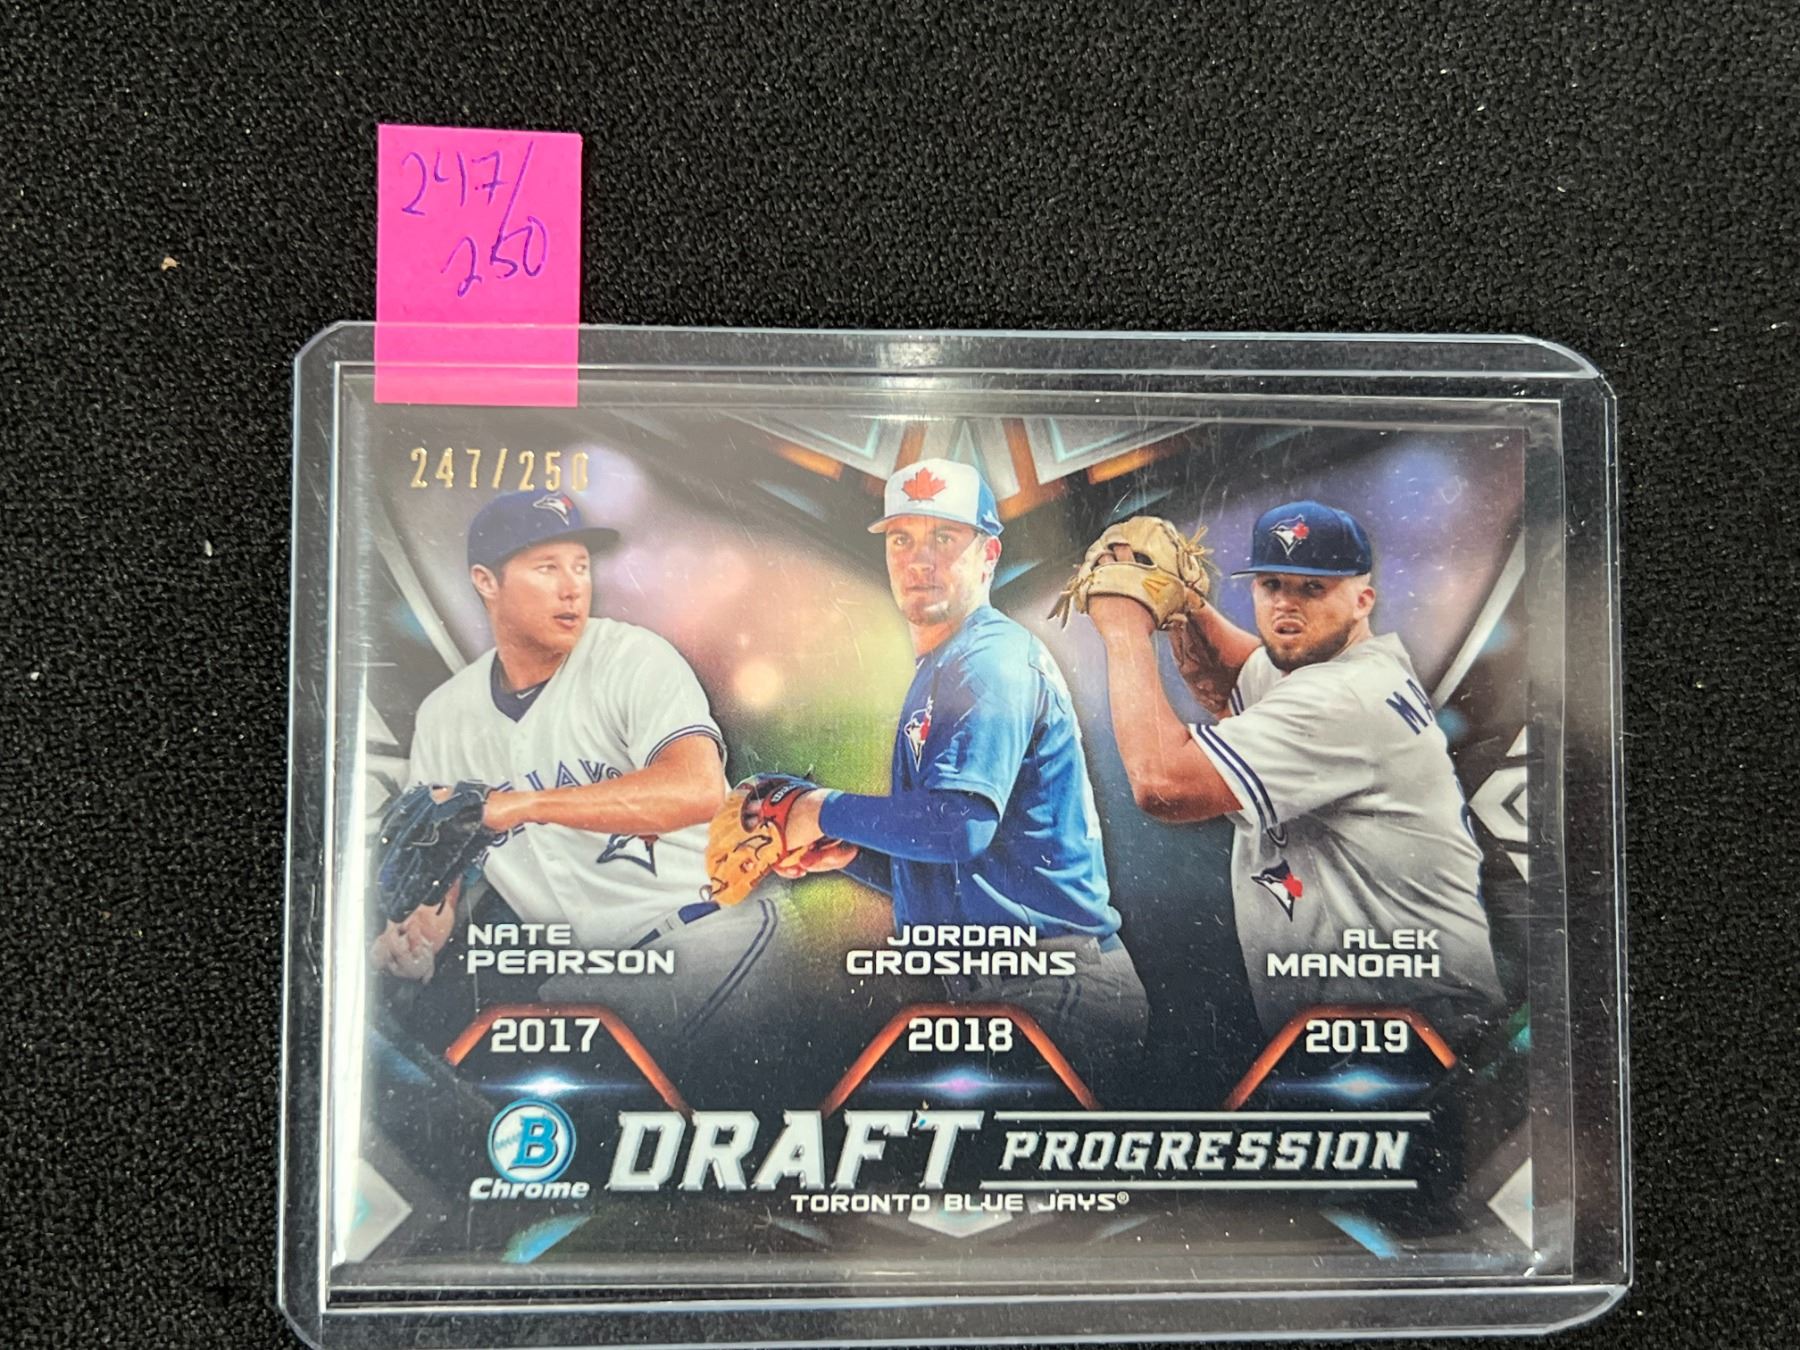 247/
250
247/250
MA
NATE
PEARSON
JORDAN
GROSHANS
ALEK
MANOAH
2017
2018
2019
B
Chrome
DRAFT PROGRESSION
TORONTO BLUE JAYS®